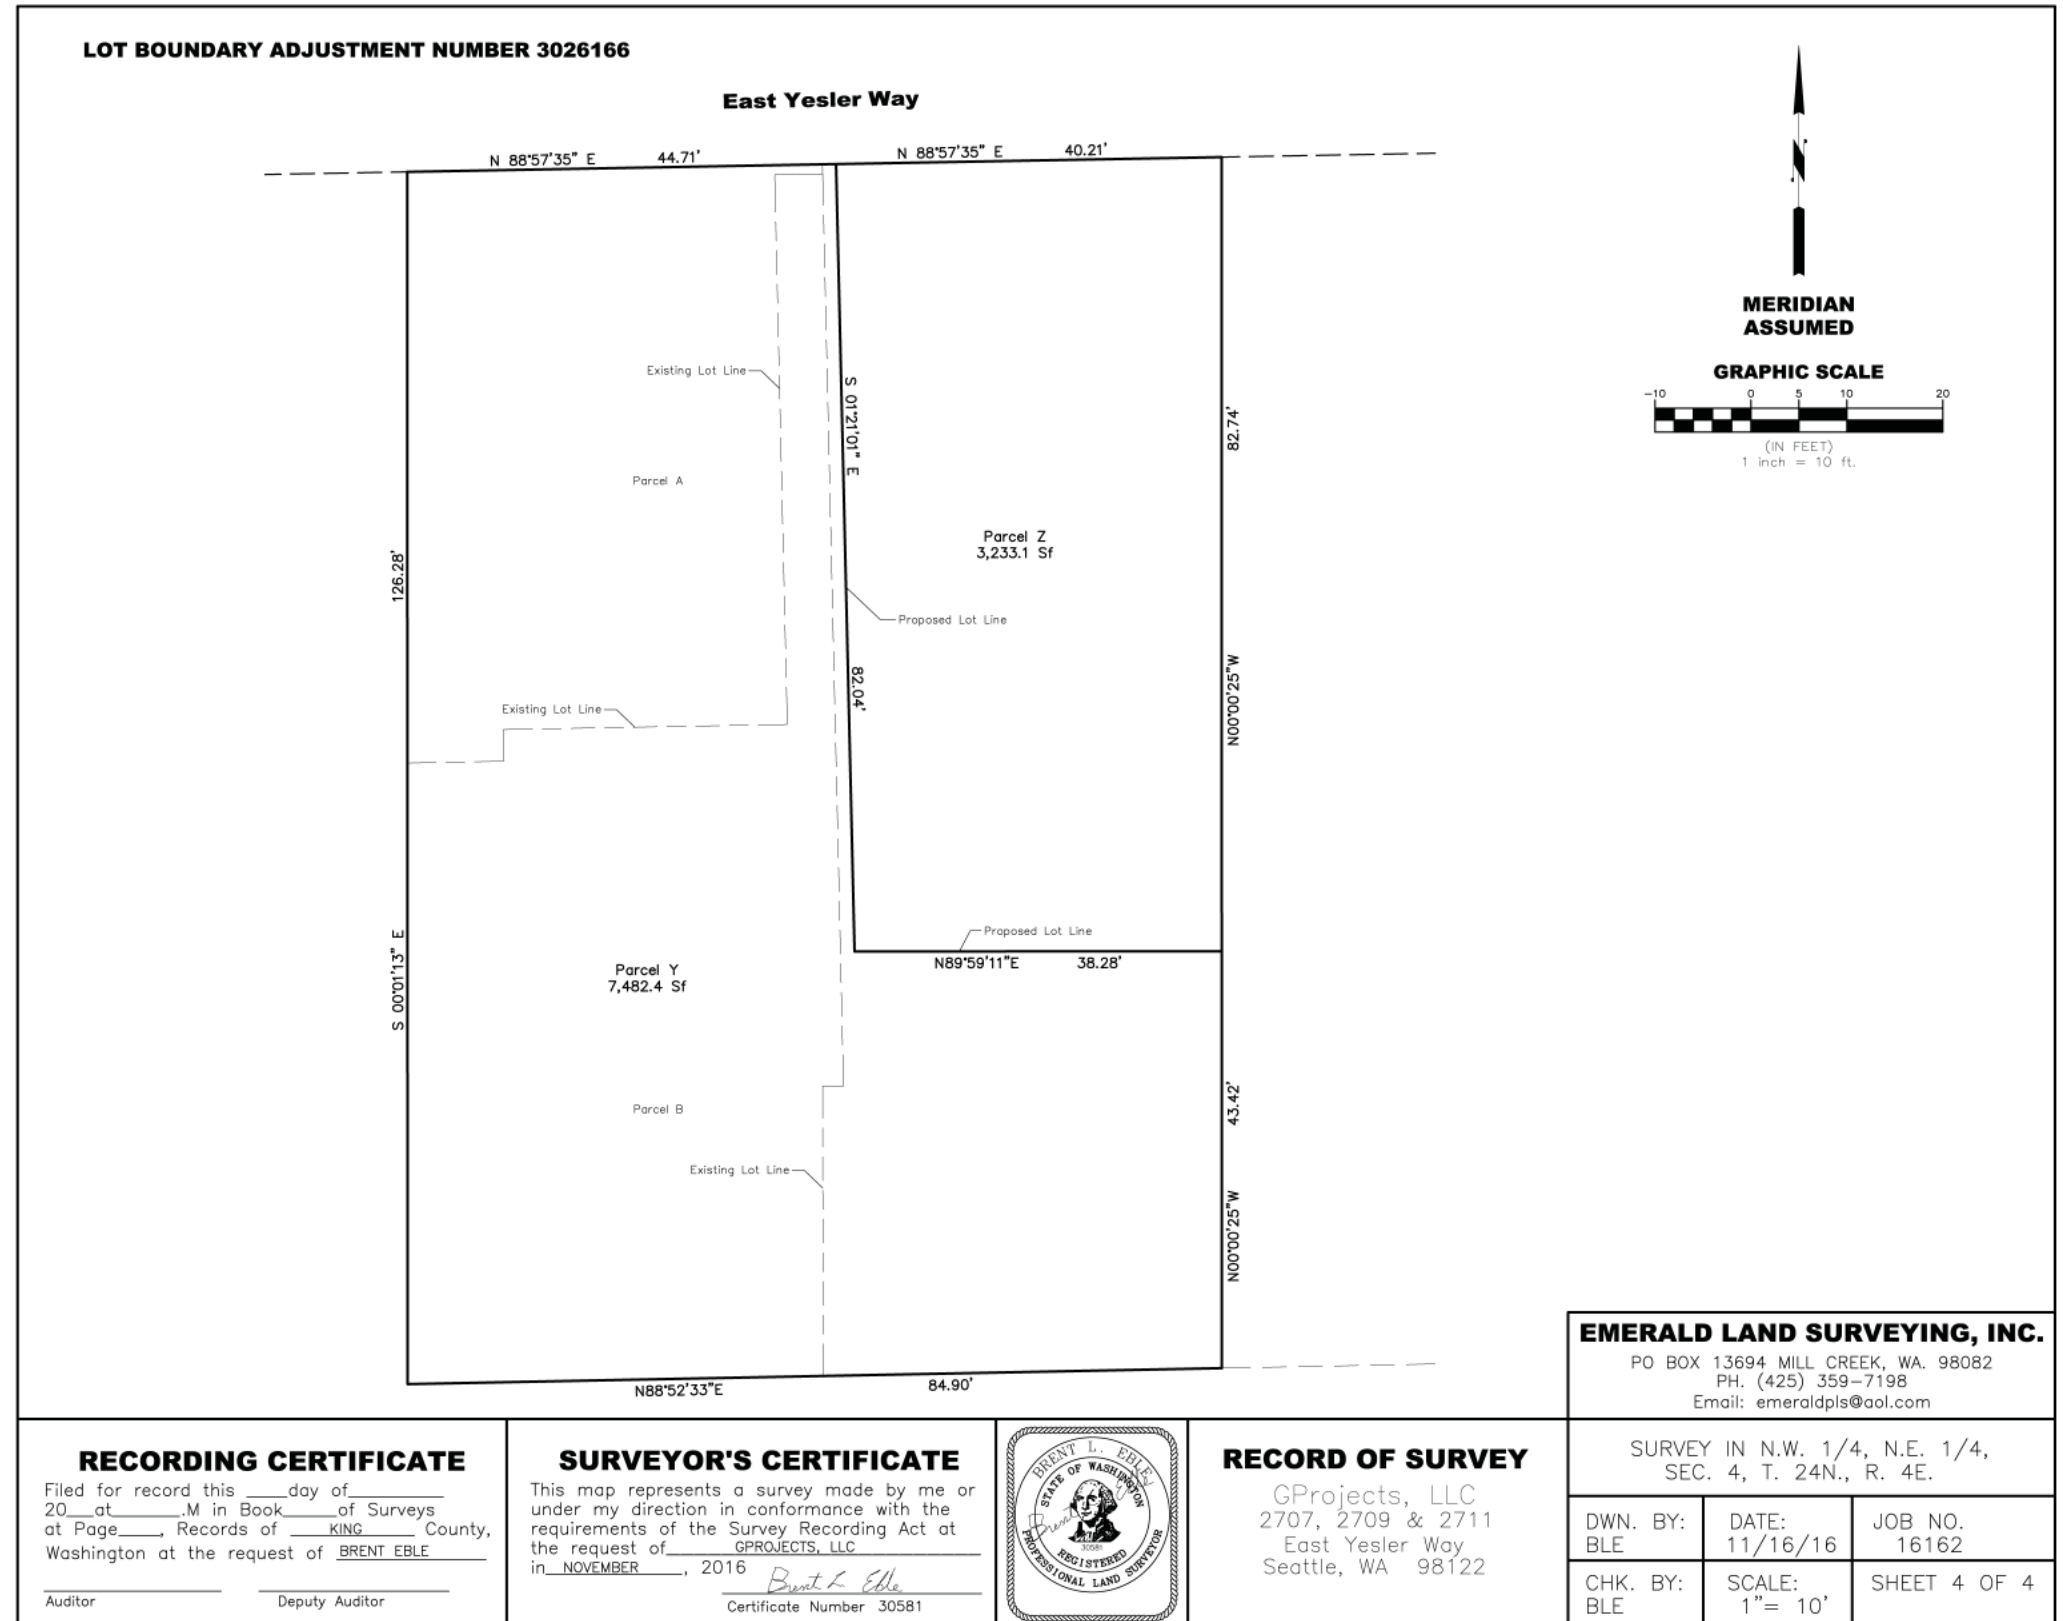 LOT BOUNDARY ADJUSTMENT NUMBER 3026166
East Yesler Way
N 88°57'35" E 44.71'
N 88°57'35" E 40.21'
MERIDIAN
ASSUMED
GRAPHIC SCALE
-10 0 5 10 20
(IN FEET)
1 inch = 10 ft.
Existing Lot Line
S 01°21'01" E
82.74'
Parcel A
Parcel Z
3,233.1 Sf
126.28'
Proposed Lot Line
82.04'
N00°00'25"W
Existing Lot Line
Proposed Lot Line
N89°59'11"E 38.28'
S 00°01'13" E
Parcel Y
7,482.4 Sf
43.42'
Parcel B
Existing Lot Line
N00°00'25"W
N88°52'33"E 84.90'
EMERALD LAND SURVEYING, INC.
PO BOX 13694 MILL CREEK, WA. 98082
PH. (425) 359-7198
Email: emeraldpls@aol.com
RECORDING CERTIFICATE
Filed for record this ____day of________
20___at______.M in Book_____of Surveys
at Page____, Records of KING County,
Washington at the request of BRENT EBLE
Auditor Deputy Auditor
SURVEYOR'S CERTIFICATE
This map represents a survey made by me or
under my direction in conformance with the
requirements of the Survey Recording Act at
the request of GPROJECTS, LLC
in NOVEMBER, 2016
Brent L Eble
Certificate Number 30581
BRENT L. EBLE
STATE OF WASHINGTON
30581
REGISTERED
PROFESSIONAL LAND SURVEYOR
RECORD OF SURVEY
GProjects, LLC
2707, 2709 & 2711
East Yesler Way
Seattle, WA 98122
SURVEY IN N.W. 1/4, N.E. 1/4,
SEC. 4, T. 24N., R. 4E.
DWN. BY:
BLE
DATE:
11/16/16
JOB NO.
16162
CHK. BY:
BLE
SCALE:
1"= 10'
SHEET 4 OF 4